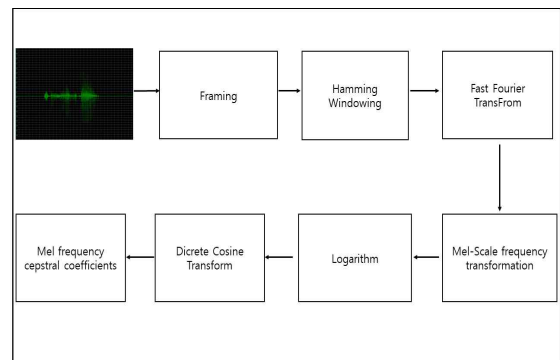 Framing
Hamming
Windowing
Fast Fourier
TransFrom
Mel-Scale frequency
transformation
Logarithm
Dicrete Cosine
Transform
Mel frequency
cepstral coefficients